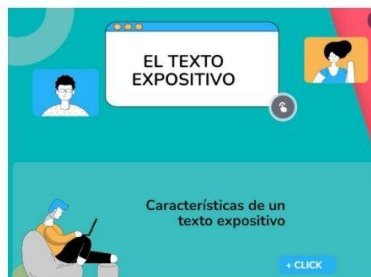 EL TEXTO
EXPOSITIVO
Características de un
texto expositivo
+ CLICK